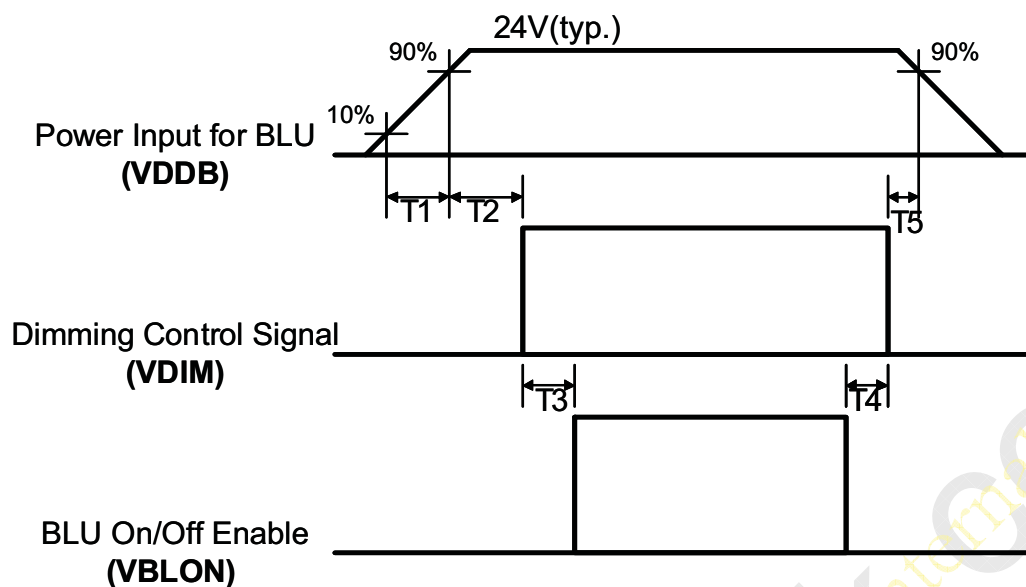 24V(typ.)
90%
90%
10%
Power Input for BLU
(VDDB)
T1
T2
T5
Dimming Control Signal
(VDIM)
T3
T4
BLU On/Off Enable
(VBLON)